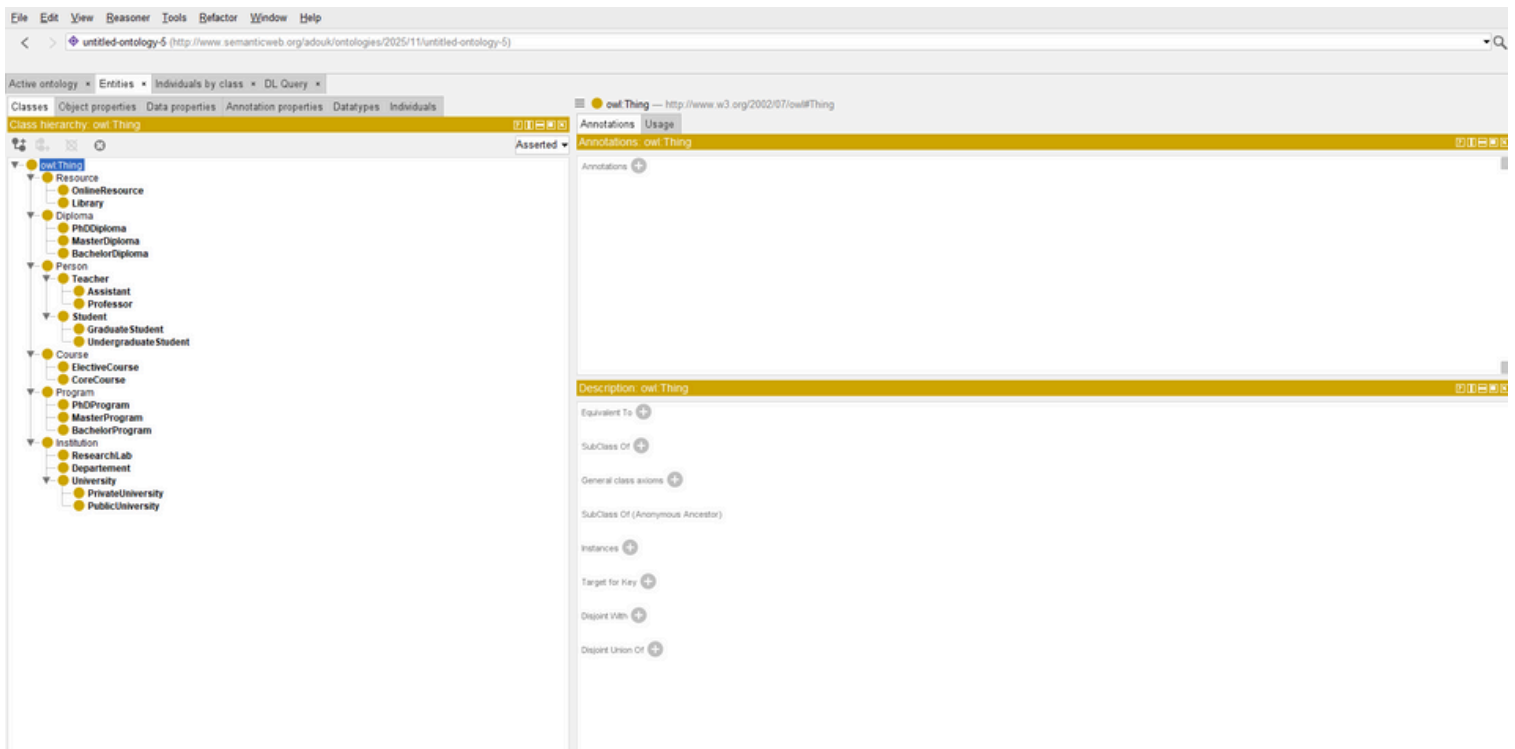 File Edit View Reasoner Tools Refactor Window Help
untitled-ontology-5 (http://www.semanticweb.org/adouk/ontologies/2025/11/untitled-ontology-5)
Active ontology × Entities × Individuals by class × DL Query ×
Classes Object properties Data properties Annotation properties Datatypes Individuals
Class hierarchy: owl:Thing
Asserted
owl:Thing
Resource
OnlineResource
Library
Diploma
PhDDiploma
MasterDiploma
BachelorDiploma
Person
Teacher
Assistant
Professor
Student
GraduateStudent
UndergraduateStudent
Course
ElectiveCourse
CoreCourse
Program
PhDProgram
MasterProgram
BachelorProgram
Institution
ResearchLab
Departement
University
PrivateUniversity
PublicUniversity
owl:Thing — http://www.w3.org/2002/07/owl#Thing
Annotations Usage
Annotations: owl:Thing
Annotations
Description: owl:Thing
Equivalent To
SubClass Of
General class axioms
SubClass Of (Anonymous Ancestor)
Instances
Target for Key
Disjoint With
Disjoint Union Of